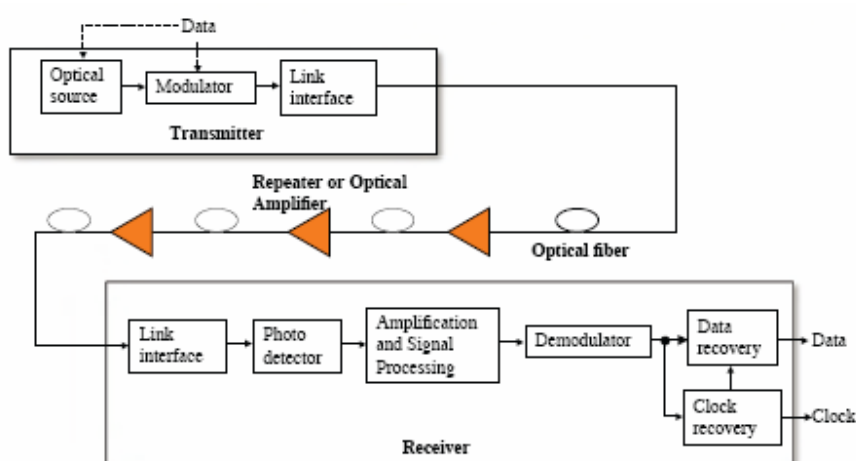 Data
Optical
source
Modulator
Link
interface
Transmitter
Repeater or Optical
Amplifier
Optical fiber
Link
interface
Photo
detector
Amplification
and Signal
Processing
Demodulator
Data
recovery
Data
Clock
recovery
Clock
Receiver